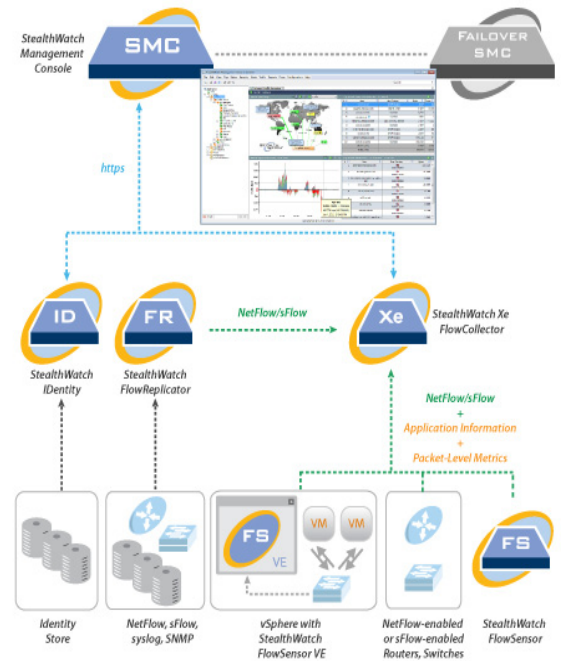 StealthWatch
Management
Console
SMC
FAILOVER
SMC
https
ID
FR
NetFlow/sFlow
Xe
StealthWatch Xe
FlowCollector
StealthWatch
IDentity
StealthWatch
FlowReplicator
NetFlow/sFlow
+
Application Information
+
Packet-Level Metrics
FS
VE
VM
VM
FS
Identity
Store
NetFlow, sFlow,
syslog, SNMP
vSphere with
StealthWatch
FlowSensor VE
NetFlow-enabled
or sFlow-enabled
Routers, Switches
StealthWatch
FlowSensor